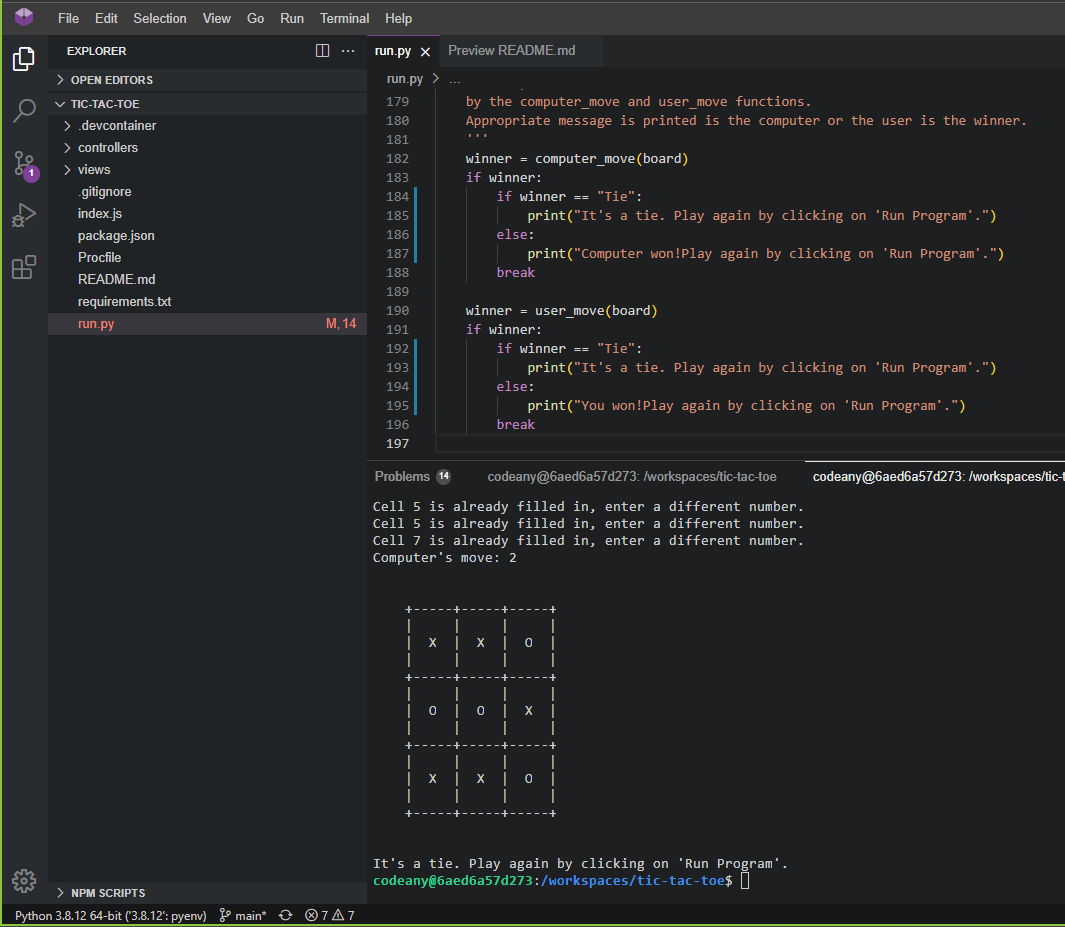 File Edit Selection View Go Run Terminal Help
EXPLORER
OPEN EDITORS
TIC-TAC-TOE
.devcontainer
controllers
views
.gitignore
index.js
package.json
Procfile
README.md
requirements.txt
run.py M, 14
NPM SCRIPTS
1
run.py Preview README.md
run.py > ...
179 by the computer_move and user_move functions.
180 Appropriate message is printed is the computer or the user is the winner.
181 '''
182 winner = computer_move(board)
183 if winner:
184 if winner == "Tie":
185 print("It's a tie. Play again by clicking on 'Run Program'.")
186 else:
187 print("Computer won!Play again by clicking on 'Run Program'.")
188 break
189
190 winner = user_move(board)
191 if winner:
192 if winner == "Tie":
193 print("It's a tie. Play again by clicking on 'Run Program'.")
194 else:
195 print("You won!Play again by clicking on 'Run Program'.")
196 break
197
Problems 14 codeany@6aed6a57d273: /workspaces/tic-tac-toe codeany@6aed6a57d273: /workspaces/tic-t
Cell 5 is already filled in, enter a different number.
Cell 5 is already filled in, enter a different number.
Cell 7 is already filled in, enter a different number.
Computer's move: 2
+-----+-----+-----+
| | | |
| X | X | O |
| | | |
+-----+-----+-----+
| | | |
| O | O | X |
| | | |
+-----+-----+-----+
| | | |
| X | X | O |
| | | |
+-----+-----+-----+
It's a tie. Play again by clicking on 'Run Program'.
codeany@6aed6a57d273:/workspaces/tic-tac-toe$
Python 3.8.12 64-bit ('3.8.12': pyenv) main* 7 7